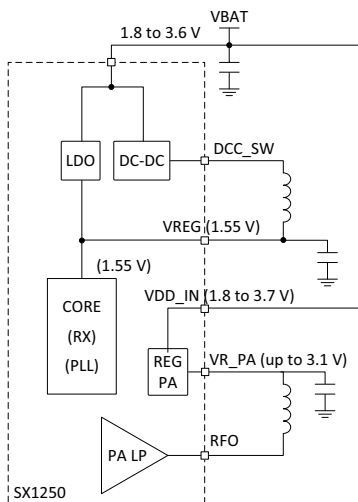 VBAT
1.8 to 3.6 V
LDO
DC-DC
DCC_SW
VREG (1.55 V)
(1.55 V)
CORE
(RX)
(PLL)
VDD_IN (1.8 to 3.7 V)
REG
PA
VR_PA (up to 3.1 V)
PA LP
RFO
SX1250